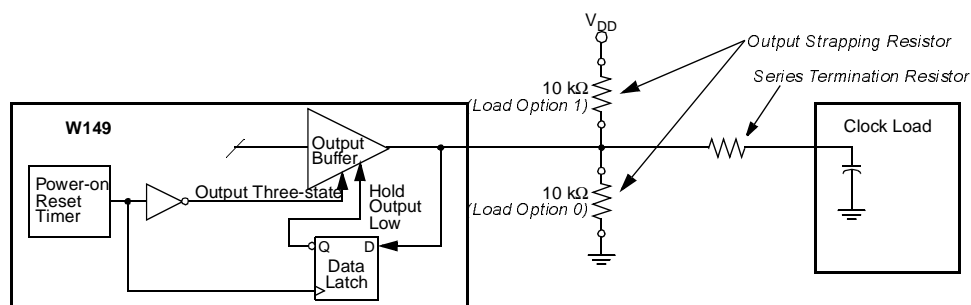 V_DD
Output Strapping Resistor
Series Termination Resistor
10 kΩ
(Load Option 1)
W149
Output
Buffer
Clock Load
Power-on
Reset
Timer
Output Three-state
Hold
Output
Low
10 kΩ
(Load Option 0)
Q D
Data
Latch